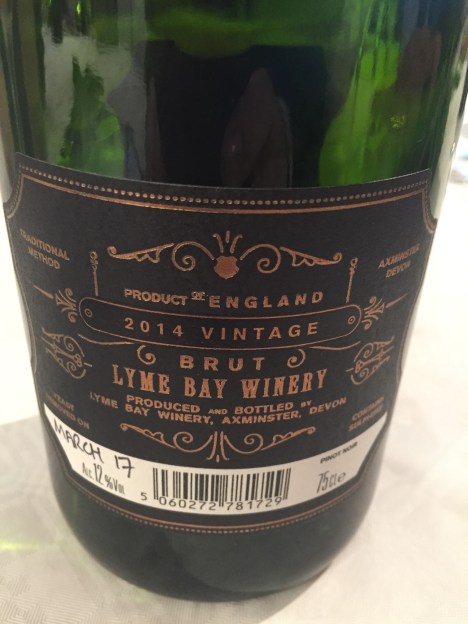 TRADITIONAL
METHOD
AXMINSTER
DEVON
PRODUCT OF ENGLAND
2014 VINTAGE
BRUT
LYME BAY WINERY
PRODUCED AND BOTTLED BY
LYME BAY WINERY, AXMINSTER, DEVON
CONTAINS
MARCH 17
ALC. 12% Vol
5 060272 781729
PINOT NOIR
75cl e